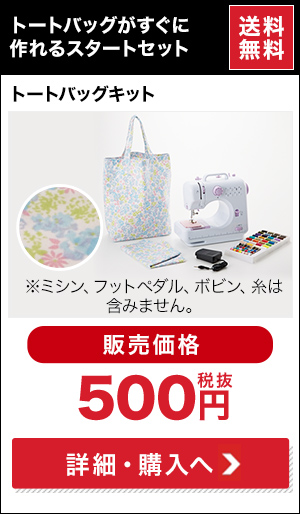 トートバッグがすぐに
作れるスタートセット
送料
無料
トートバッグキット
※ミシン、フットペダル、ボビン、糸は
含みません。
販売価格
500円 税抜
詳細・購入へ